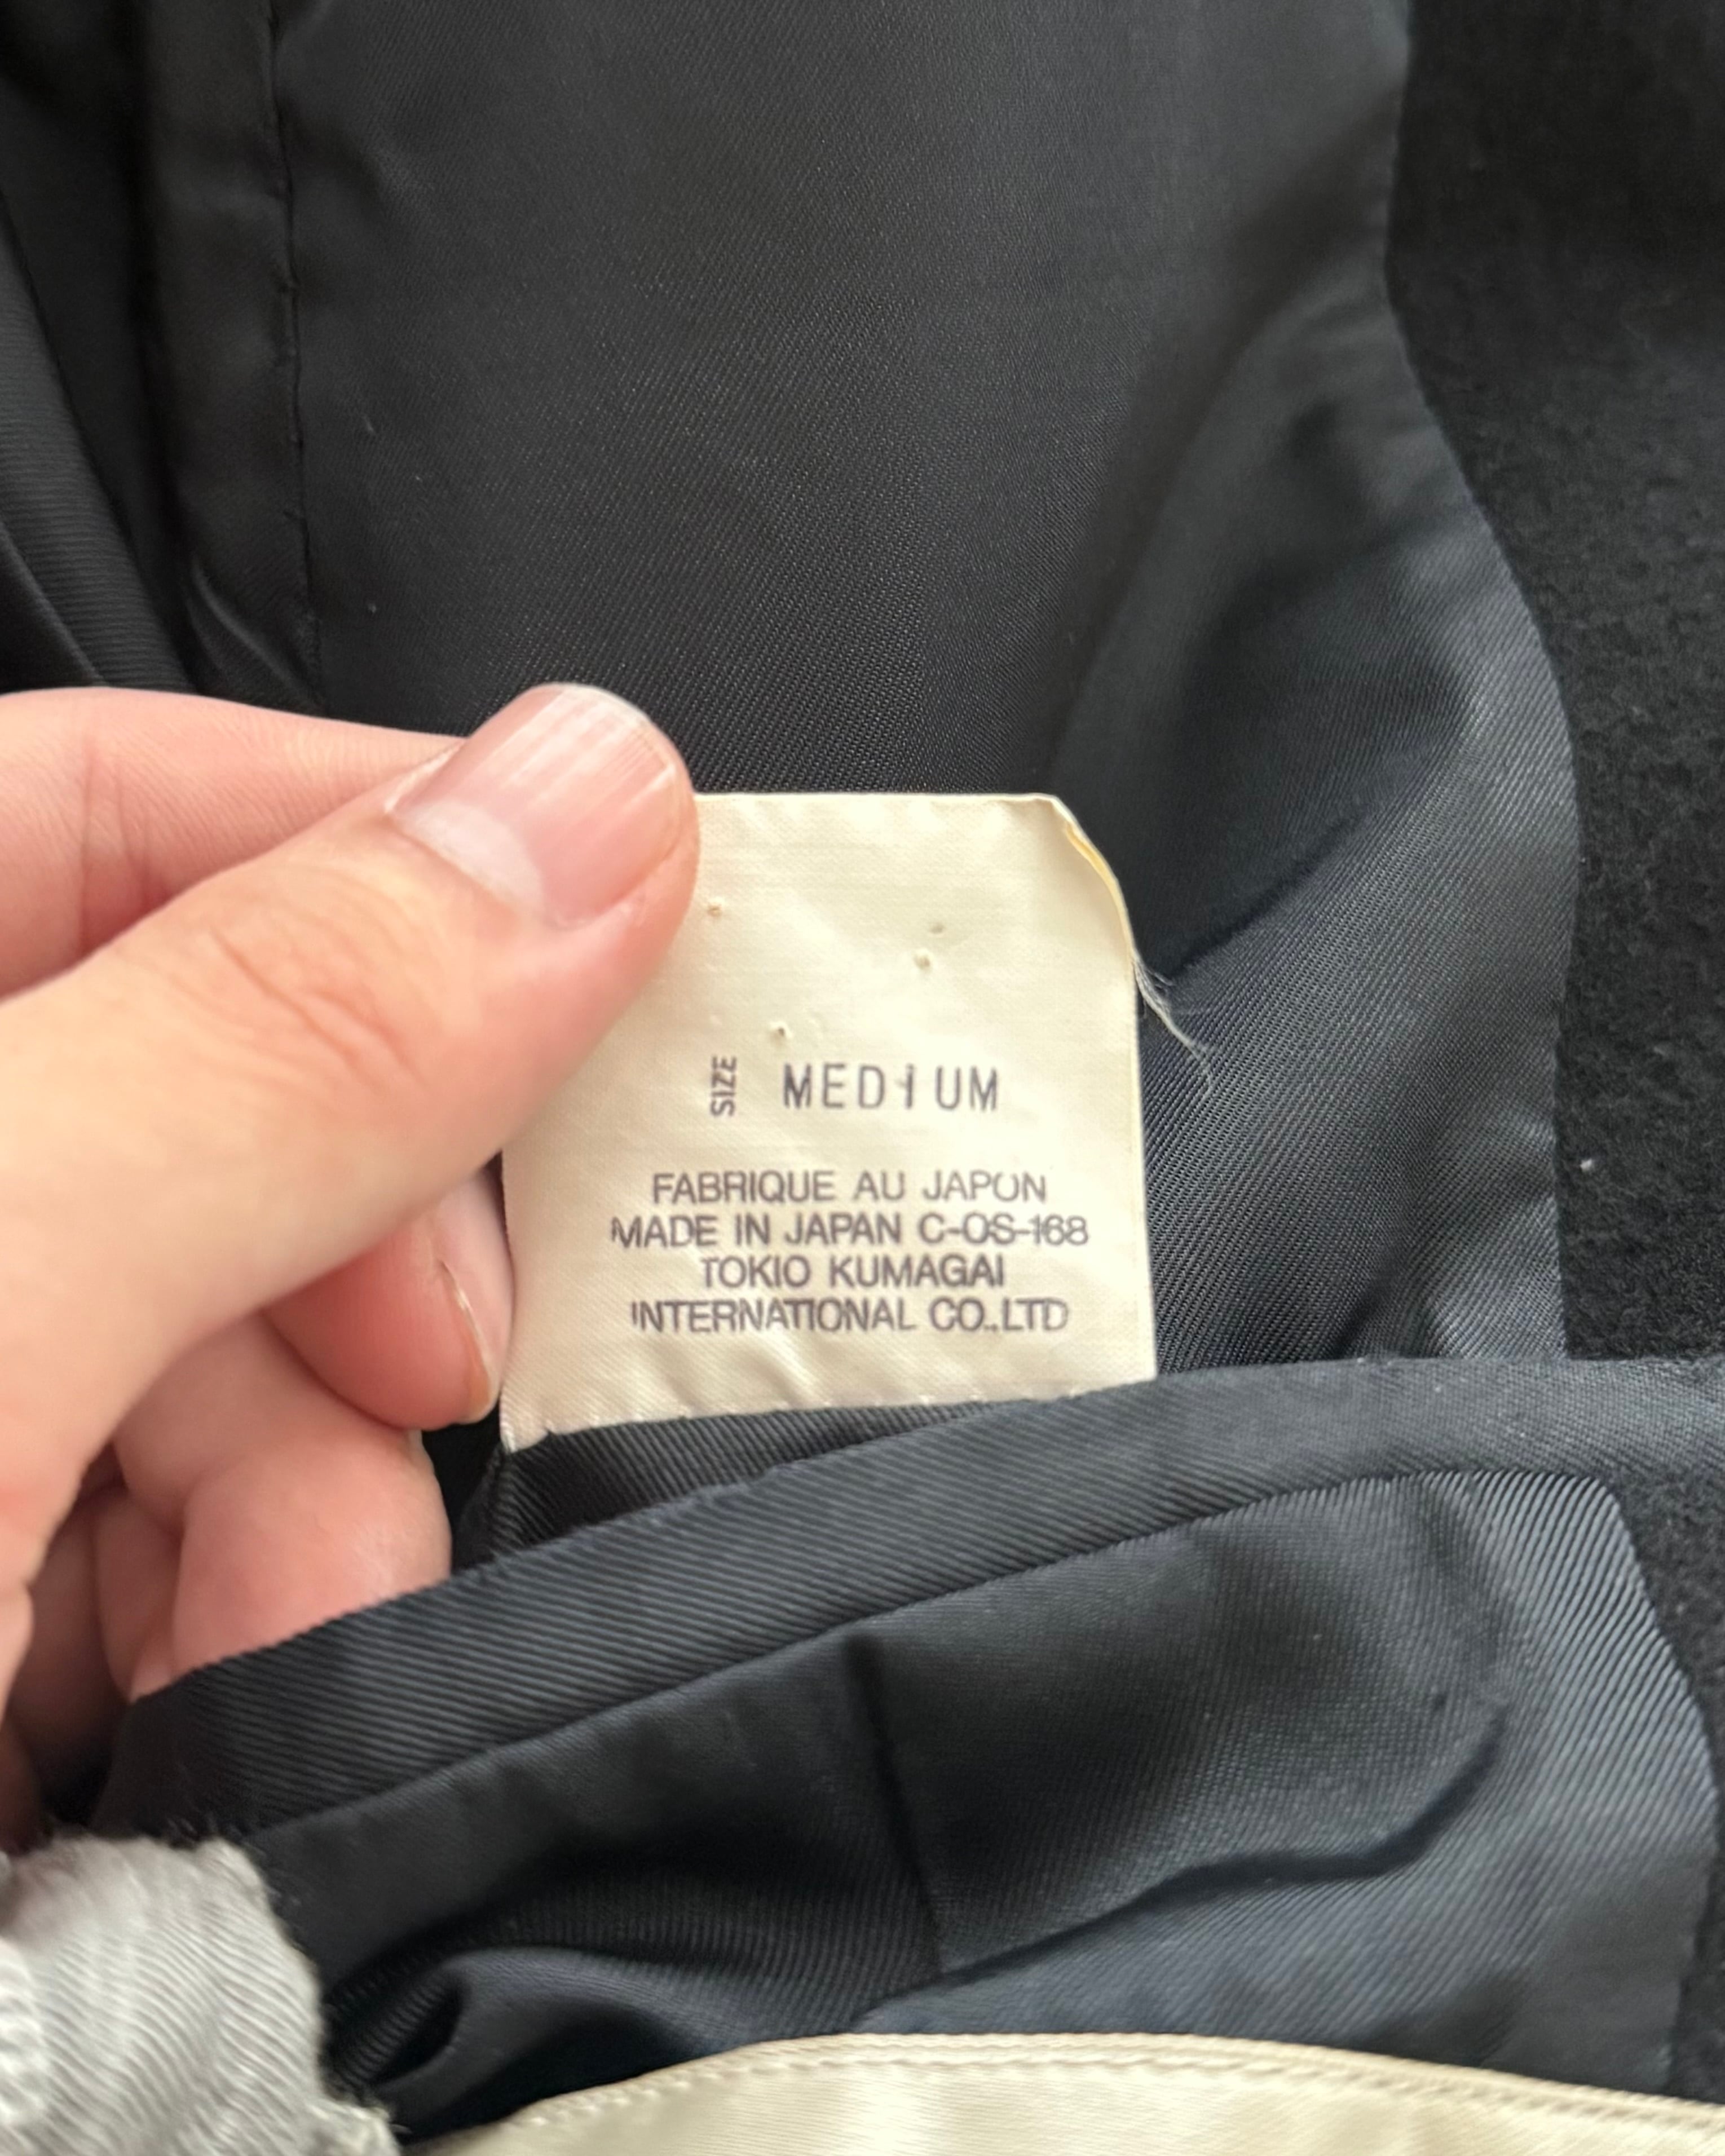 SIZE MEDIUM
FABRIQUE AU JAPON
MADE IN JAPAN C-OS-168
TOKIO KUMAGAI
INTERNATIONAL CO.,LTD